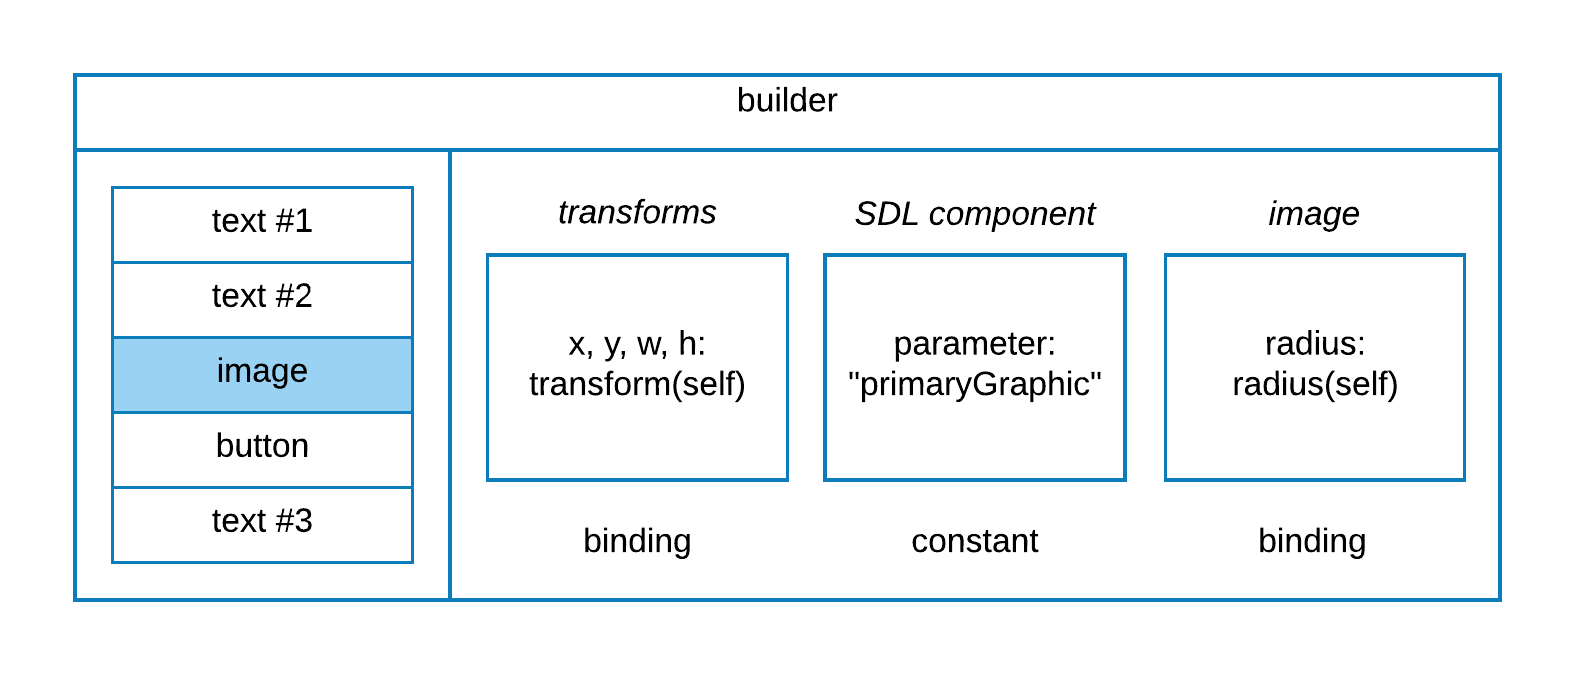 builder
text #1
text #2
image
button
text #3
transforms
x, y, w, h:
transform(self)
binding
SDL component
parameter:
"primaryGraphic"
constant
image
radius:
radius(self)
binding